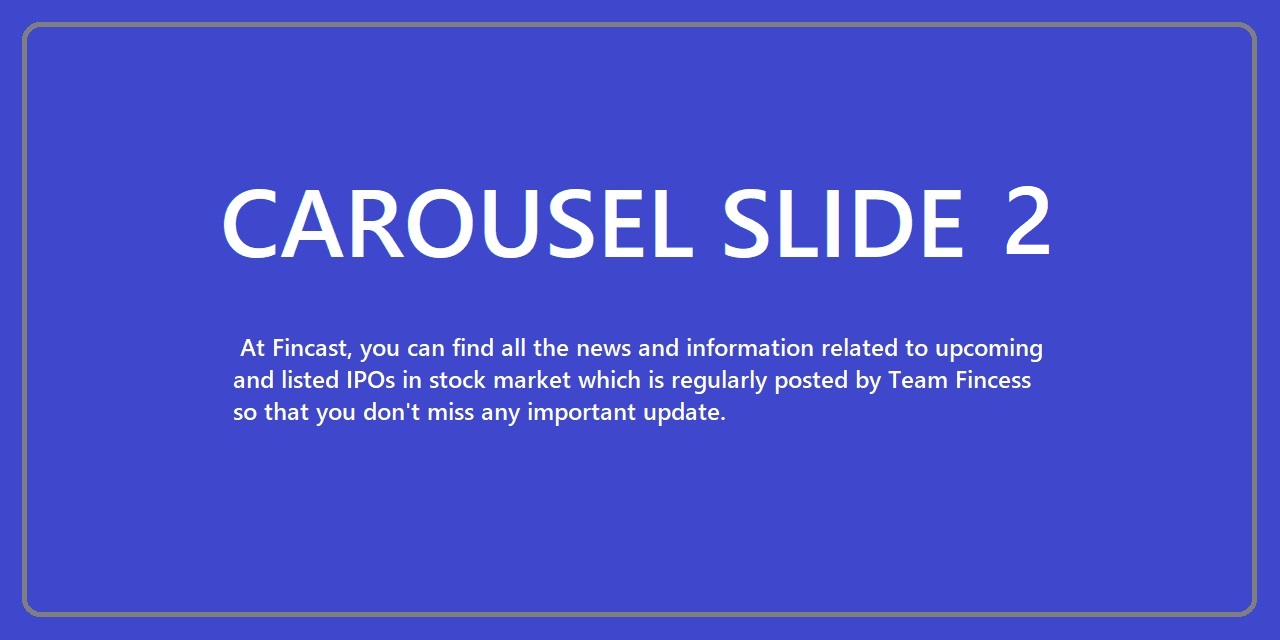 CAROUSEL SLIDE 2
At Fincast, you can find all the news and information related to upcoming
and listed IPOs in stock market which is regularly posted by Team Fincess
so that you don't miss any important update.